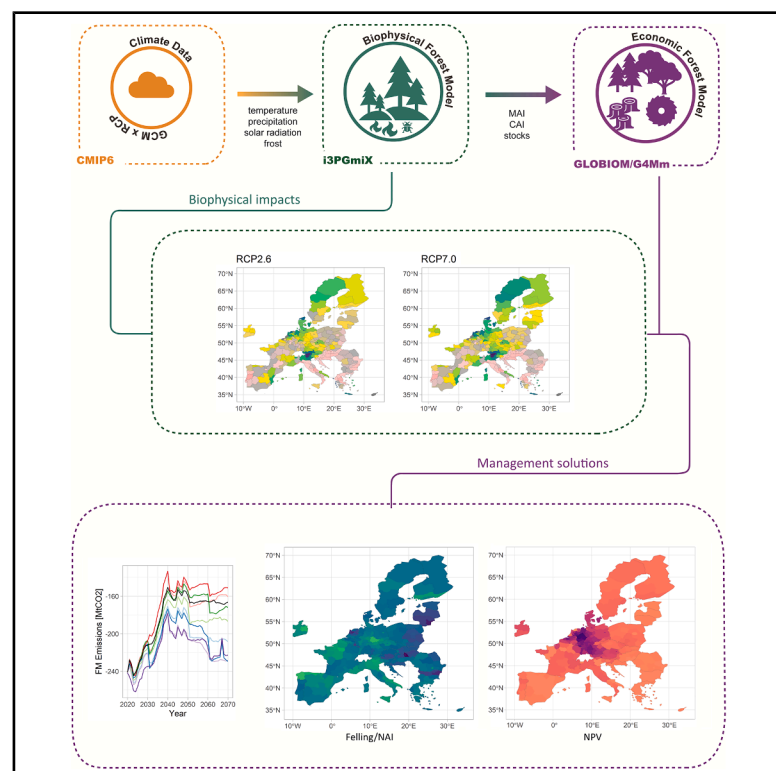 Climate Data
GCM x RCP
CMIP6
temperature
precipitation
solar radiation
frost
Biophysical Forest Model
i3PGmiX
MAI
CAI
stocks
Economic Forest Model
GLOBIOM/G4Mm
Biophysical impacts
RCP2.6
70°N
65°N
60°N
55°N
50°N
45°N
40°N
35°N
10°W 0° 10°E 20°E 30°E
RCP7.0
70°N
65°N
60°N
55°N
50°N
45°N
40°N
35°N
10°W 0° 10°E 20°E 30°E
Management solutions
FM Emissions [MtCO2]
-160
-200
-240
2020 2030 2040 2050 2060 2070
Year
70°N
65°N
60°N
55°N
50°N
45°N
40°N
35°N
10°W 0° 10°E 20°E 30°E
Felling/NAI
70°N
65°N
60°N
55°N
50°N
45°N
40°N
35°N
10°W 0° 10°E 20°E 30°E
NPV